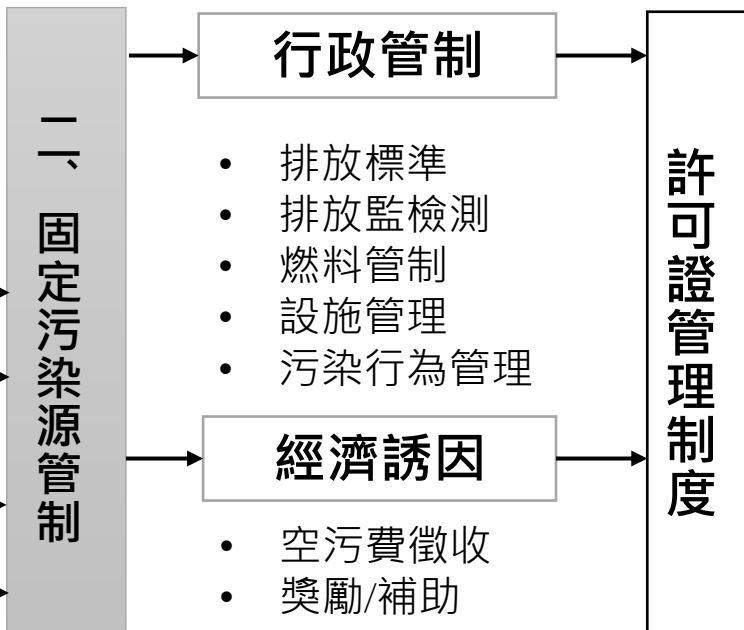 二、固定污染源管制
行政管制
• 排放標準
• 排放監檢測
• 燃料管制
• 設施管理
• 污染行為管理
經濟誘因
• 空污費徵收
• 獎勵/補助
許可證管理制度